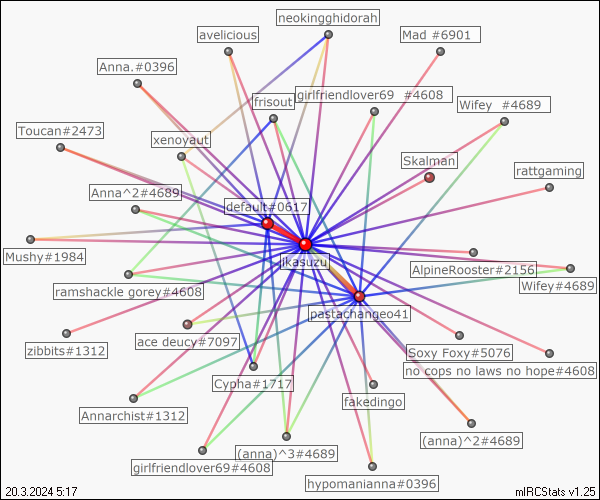 neokingghidorah
avelicious
Mad #6901
Anna.#0396
girlfriendlover69 #4608
frisout
Wifey #4689
Toucan#2473
xenoyaut
Skalman
rattgaming
Anna^2#4689
default#0617
Mushy#1984
jkasuzu
AlpineRooster#2156
Wifey#4689
ramshackle gorey#4608
pastachangeo41
ace deucy#7097
zibbits#1312
Soxy Foxy#5076
no cops no laws no hope#4608
Cypha#1717
fakedingo
Annarchist#1312
(anna)^2#4689
(anna)^3#4689
girlfriendlover69#4608
hypomanianna#0396
20.3.2024 5:17
mIRCStats v1.25